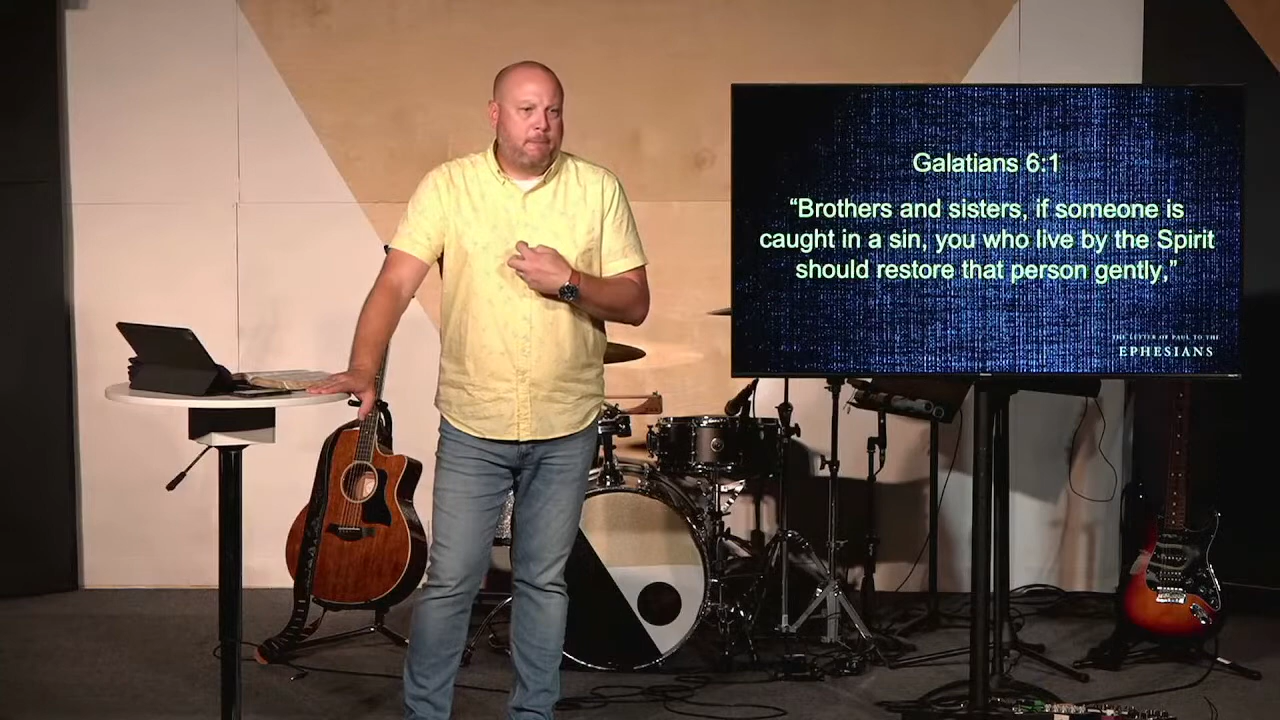 Galatians 6:1
“Brothers and sisters, if someone is
caught in a sin, you who live by the Spirit
should restore that person gently,”
THE LETTER OF PAUL TO THE
EPHESIANS